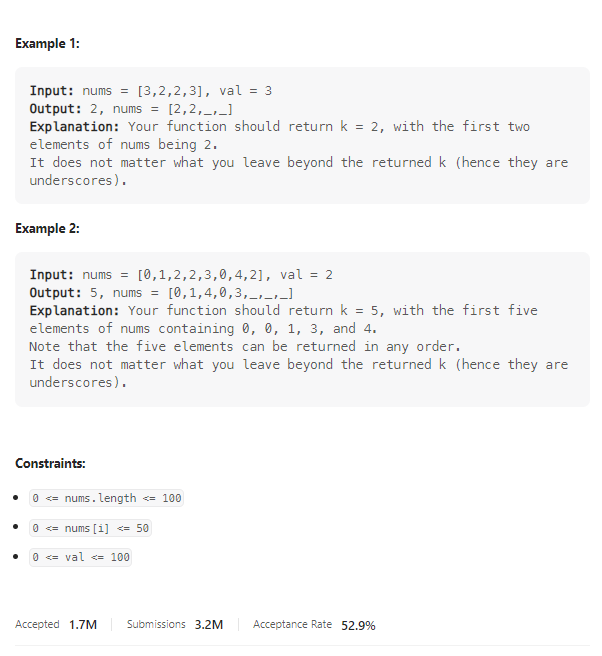 Example 1:
Input: nums = [3,2,2,3], val = 3
Output: 2, nums = [2,2,_,_]
Explanation: Your function should return k = 2, with the first two
elements of nums being 2.
It does not matter what you leave beyond the returned k (hence they are
underscores).
Example 2:
Input: nums = [0,1,2,2,3,0,4,2], val = 2
Output: 5, nums = [0,1,4,0,3,_,_,_]
Explanation: Your function should return k = 5, with the first five
elements of nums containing 0, 0, 1, 3, and 4.
Note that the five elements can be returned in any order.
It does not matter what you leave beyond the returned k (hence they are
underscores).
Constraints:
• 0 <= nums.length <= 100
• 0 <= nums[i] <= 50
• 0 <= val <= 100
Accepted 1.7M Submissions 3.2M Acceptance Rate 52.9%